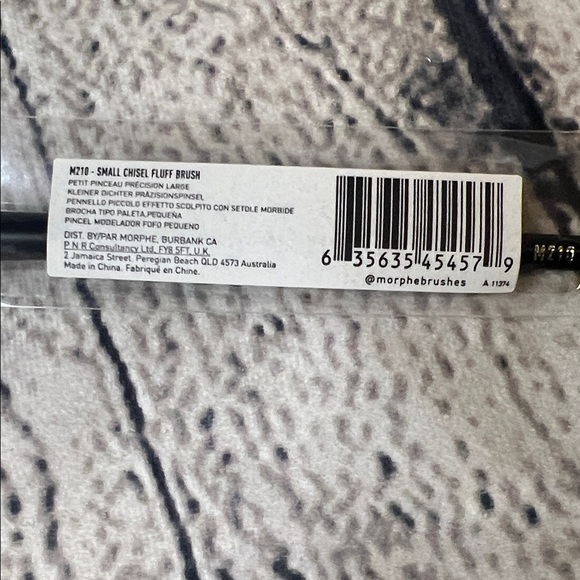 M210 - SMALL CHISEL FLUFF BRUSH
PETIT PINCEAU PRÉCISION LARGE
KLEINER DICHTER PRÄZISIONSPINSEL
PENNELLO PICCOLO EFFETTO SCOLPITO CON SETOLE MORBIDE
BROCHA TIPO PALETA,PEQUEÑA
PINCEL MODELADOR FOFO PEQUENO
DIST. BY/PAR MORPHE, BURBANK CA
P N R Consultancy Ltd, FY8 5FT, U.K.
2 Jamaica Street, Peregian Beach QLD 4573 Australia
Made in China. Fabriqué en Chine.
6 35635 45457 9
@morphebrushes
A 11374
M210